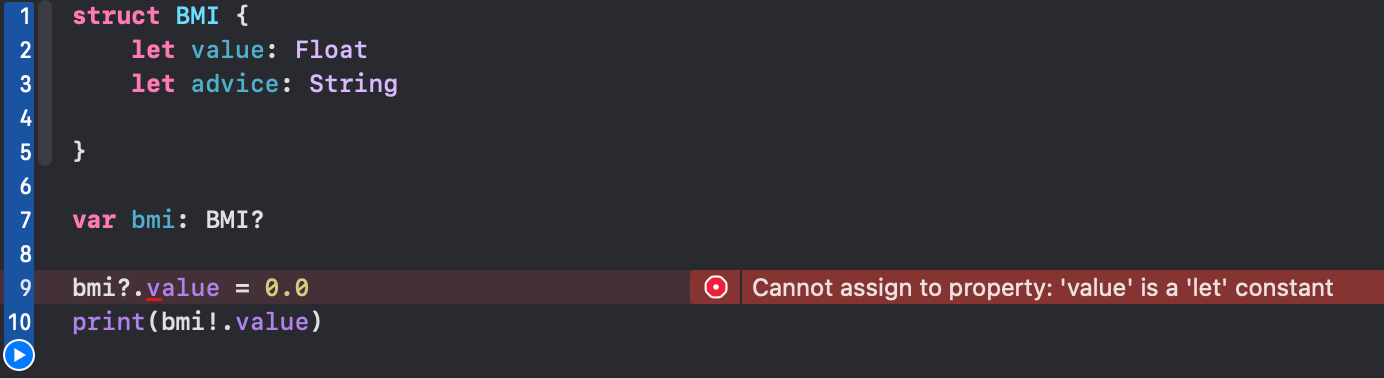 1 struct BMI {
2     let value: Float
3     let advice: String
4
5 }
6
7 var bmi: BMI?
8
9 bmi?.value = 0.0 Cannot assign to property: 'value' is a 'let' constant
10 print(bmi!.value)